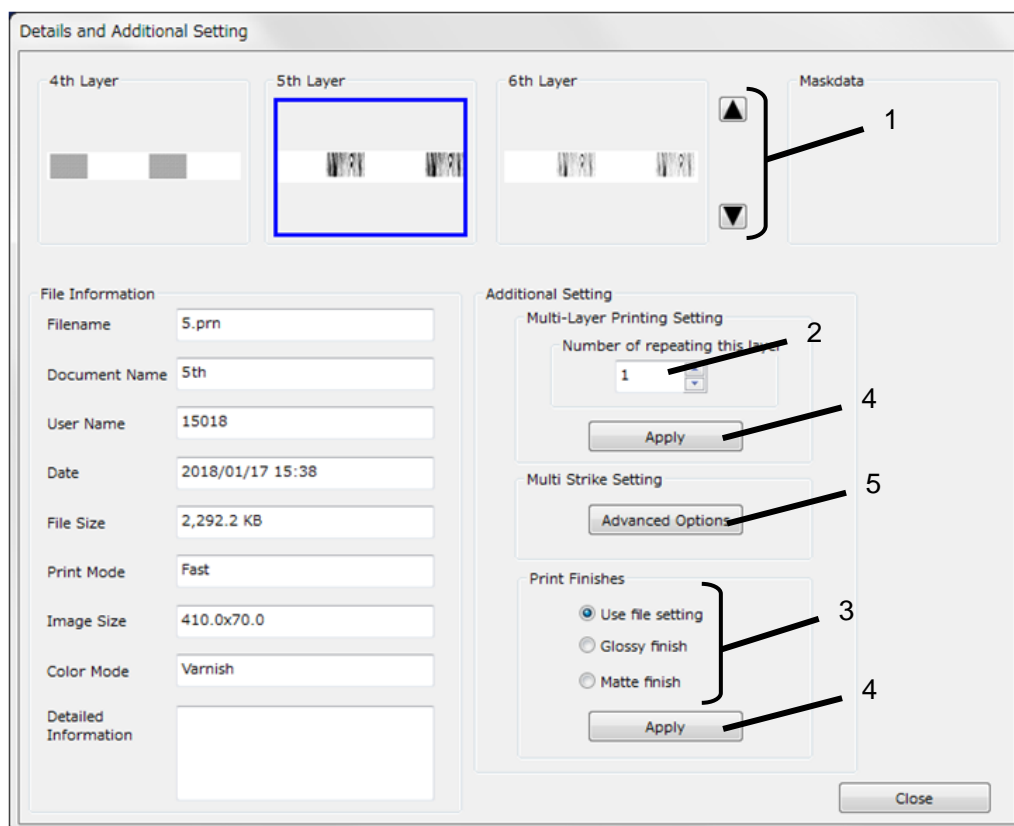 Details and Additional Setting
4th Layer
5th Layer
6th Layer
Maskdata
1
File Information
Filename
5.prn
Document Name
5th
User Name
15018
Date
2018/01/17 15:38
File Size
2,292.2 KB
Print Mode
Fast
Image Size
410.0x70.0
Color Mode
Varnish
Detailed
Information
Additional Setting
Multi-Layer Printing Setting
2
Number of repeating this layer
1
4
Apply
Multi Strike Setting
5
Advanced Options
Print Finishes
Use file setting
3
Glossy finish
Matte finish
4
Apply
Close